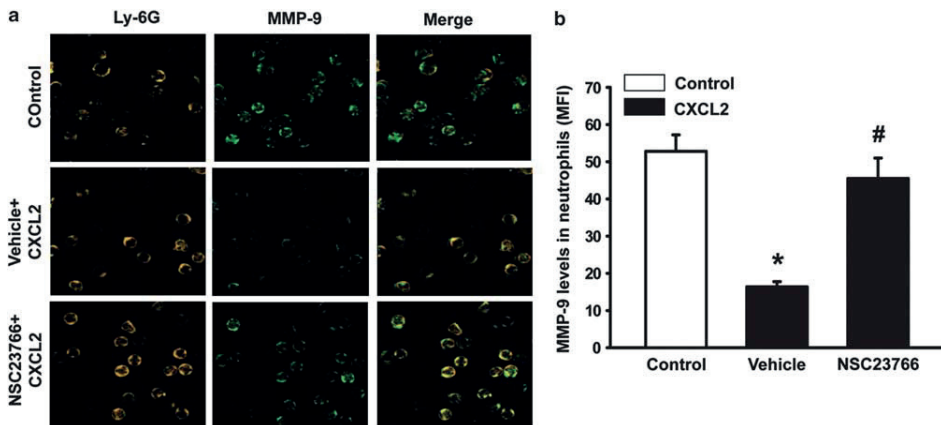 a
Ly-6G
MMP-9
Merge
COntrol
Vehicle+
CXCL2
NSC23766+
CXCL2
b
Control
CXCL2
MMP-9 levels in neutrophils (MFI)
70
60
50
40
30
20
10
0
*
#
Control
Vehicle
NSC23766